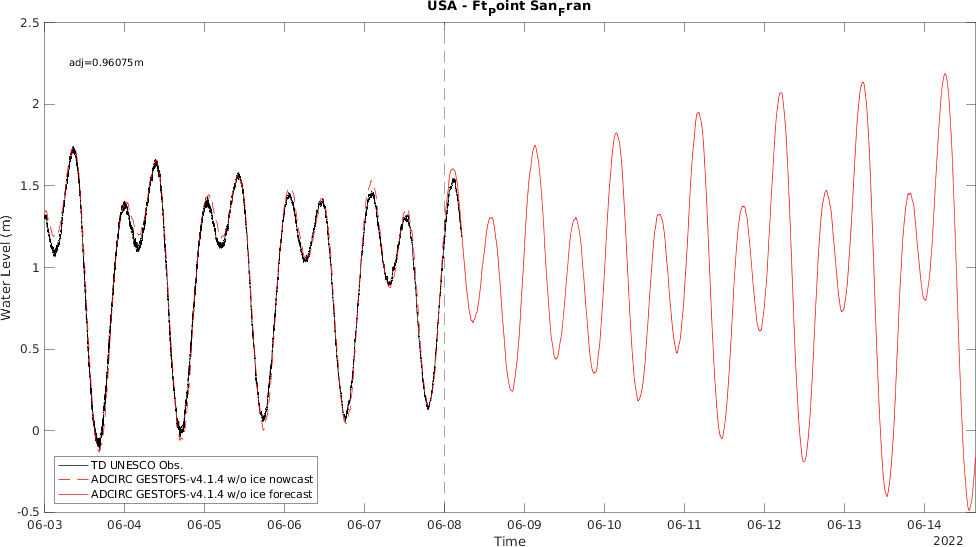 USA - Ft_Point San_Fran
adj=0.96075m
2.5
2
1.5
1
0.5
0
-0.5
Water Level (m)
TD UNESCO Obs.
ADCIRC GESTOFS-v4.1.4 w/o ice nowcast
ADCIRC GESTOFS-v4.1.4 w/o ice forecast
06-03 06-04 06-05 06-06 06-07 06-08 06-09 06-10 06-11 06-12 06-13 06-14
Time
2022